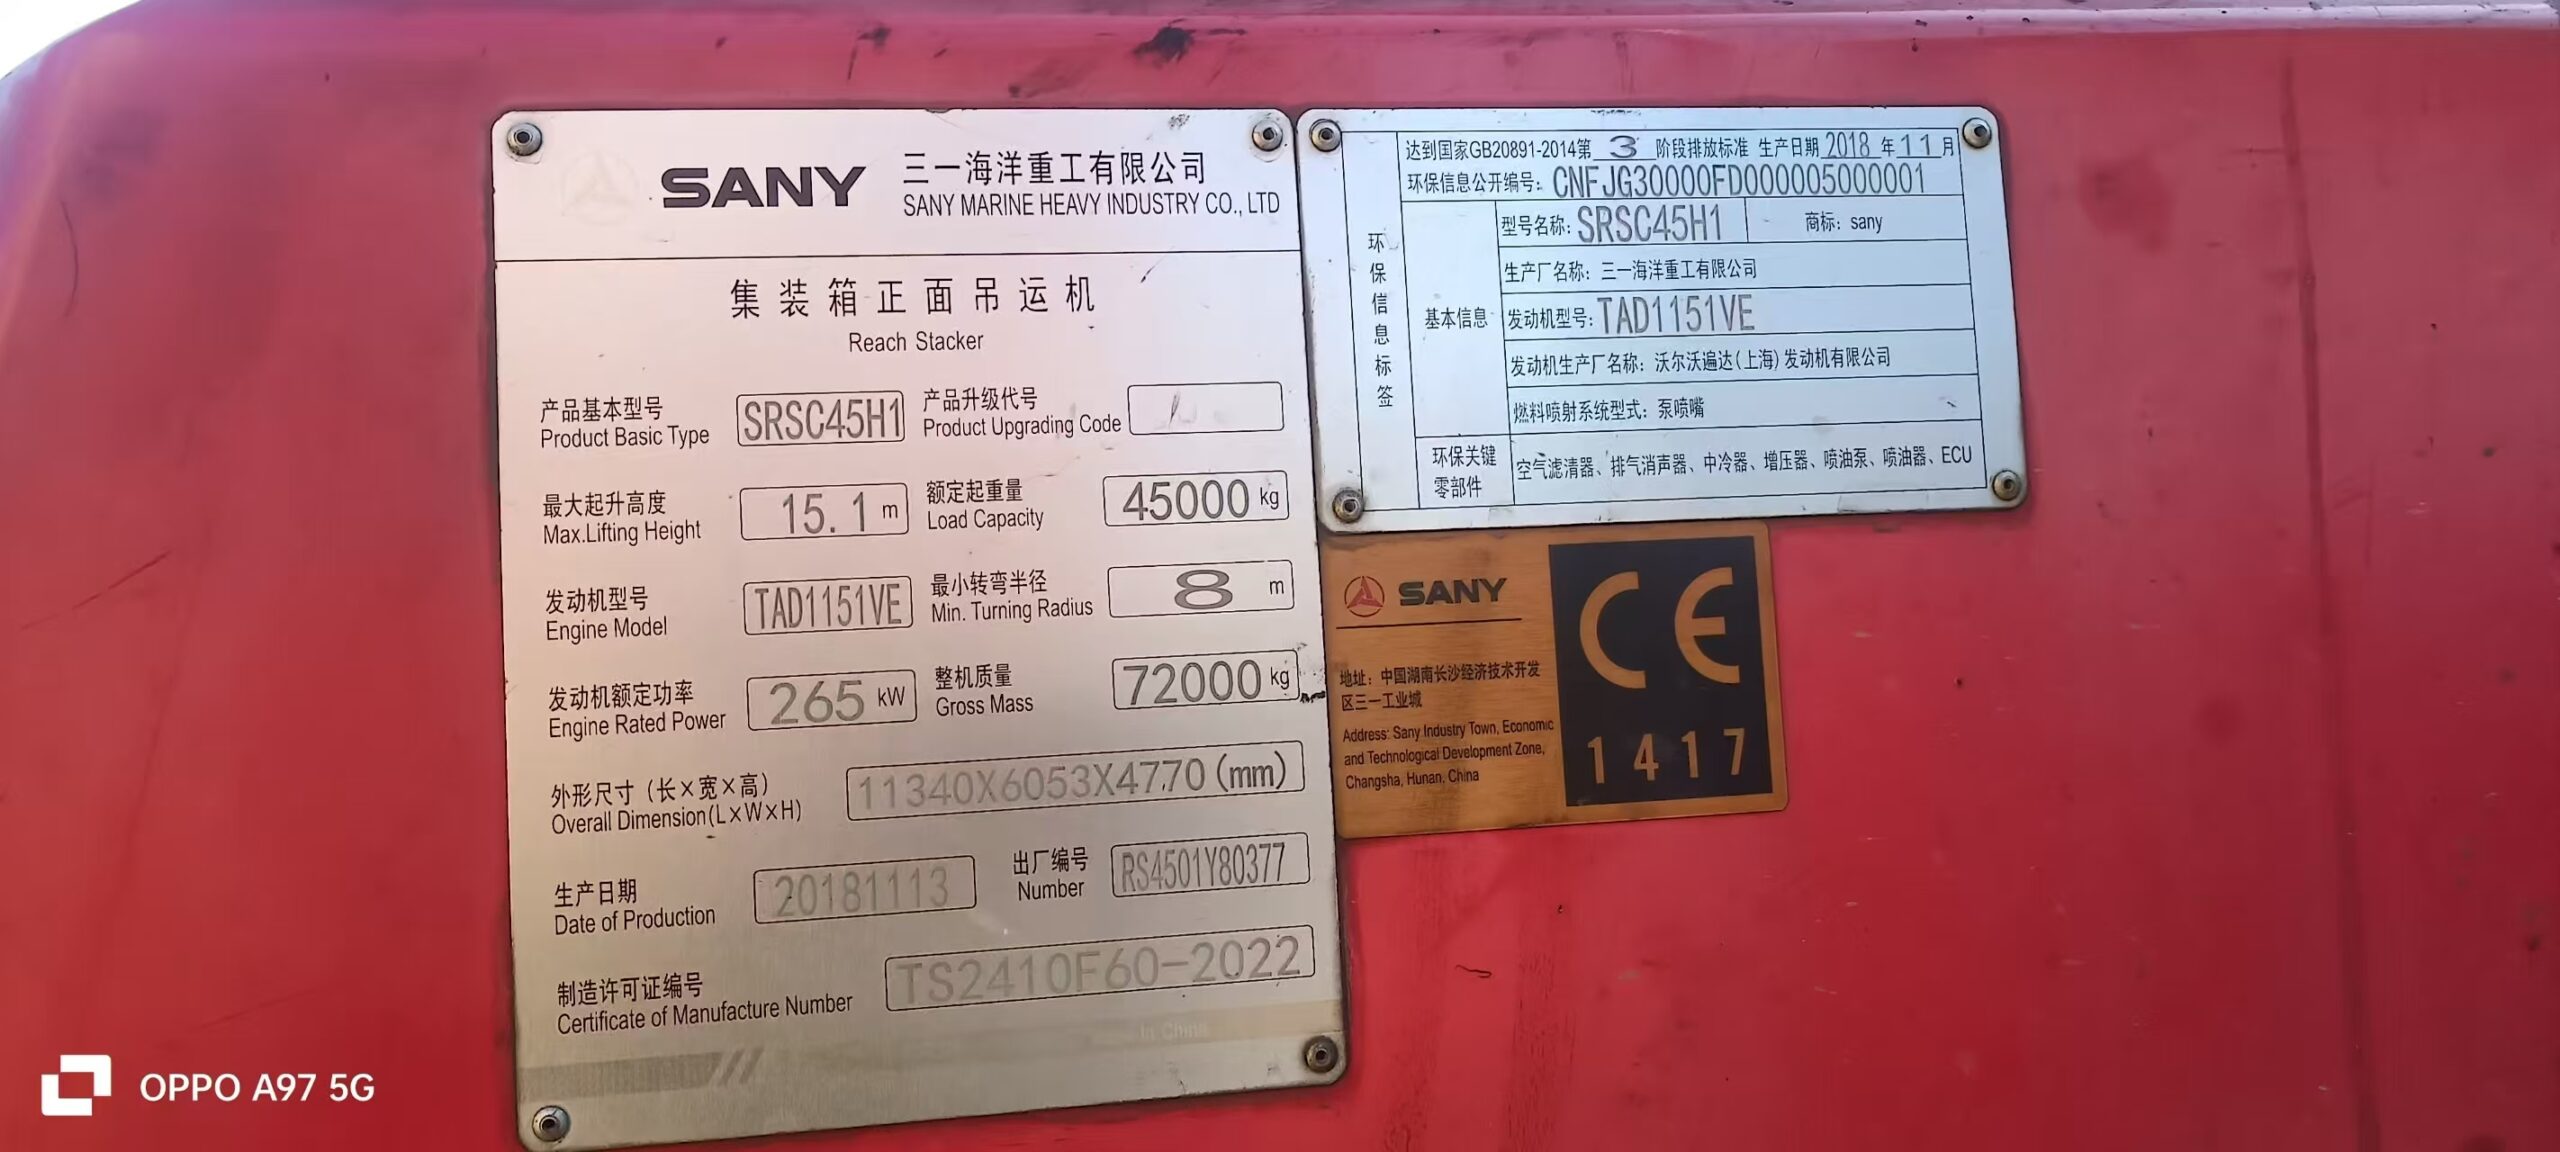 SANY 三一海洋重工有限公司
SANY MARINE HEAVY INDUSTRY CO., LTD
集装箱正面吊运机
Reach Stacker
产品基本型号 SRSC45H1 产品升级代号
Product Basic Type Product Upgrading Code
最大起升高度 15.1 m 额定起重量 45000 kg
Max.Lifting Height Load Capacity
发动机型号 TAD1151VE 最小转弯半径 8 m
Engine Model Min. Turning Radius
发动机额定功率 265 kW 整机质量 72000 kg
Engine Rated Power Gross Mass
外形尺寸（长×宽×高） 11340X6053X4770(mm)
Overall Dimension(L×W×H)
生产日期 20181113 出厂编号 RS4501Y80377
Date of Production Number
制造许可证编号 TS2410F60-2022
Certificate of Manufacture Number
In China
环保信息标签
达到国家GB20891-2014第 3 阶段排放标准 生产日期 2018 年 11 月
环保信息公开编号: CNFJG30000FD000005000001
基本信息
型号名称: SRSC45H1 商标: sany
生产厂名称: 三一海洋重工有限公司
发动机型号: TAD1151VE
发动机生产厂名称: 沃尔沃遍达(上海)发动机有限公司
燃料喷射系统型式: 泵喷嘴
环保关键
零部件
空气滤清器、排气消声器、中冷器、增压器、喷油泵、喷油器、ECU
SANY
地址: 中国湖南长沙经济技术开发
区三一工业城
Address: Sany Industry Town, Economic
and Technological Development Zone,
Changsha, Hunan, China
CE
1417
OPPO A97 5G